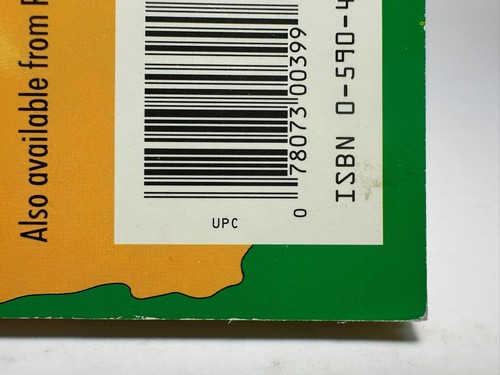 Also available from
0 78073 00399
ISBN 0-590-4
UPC